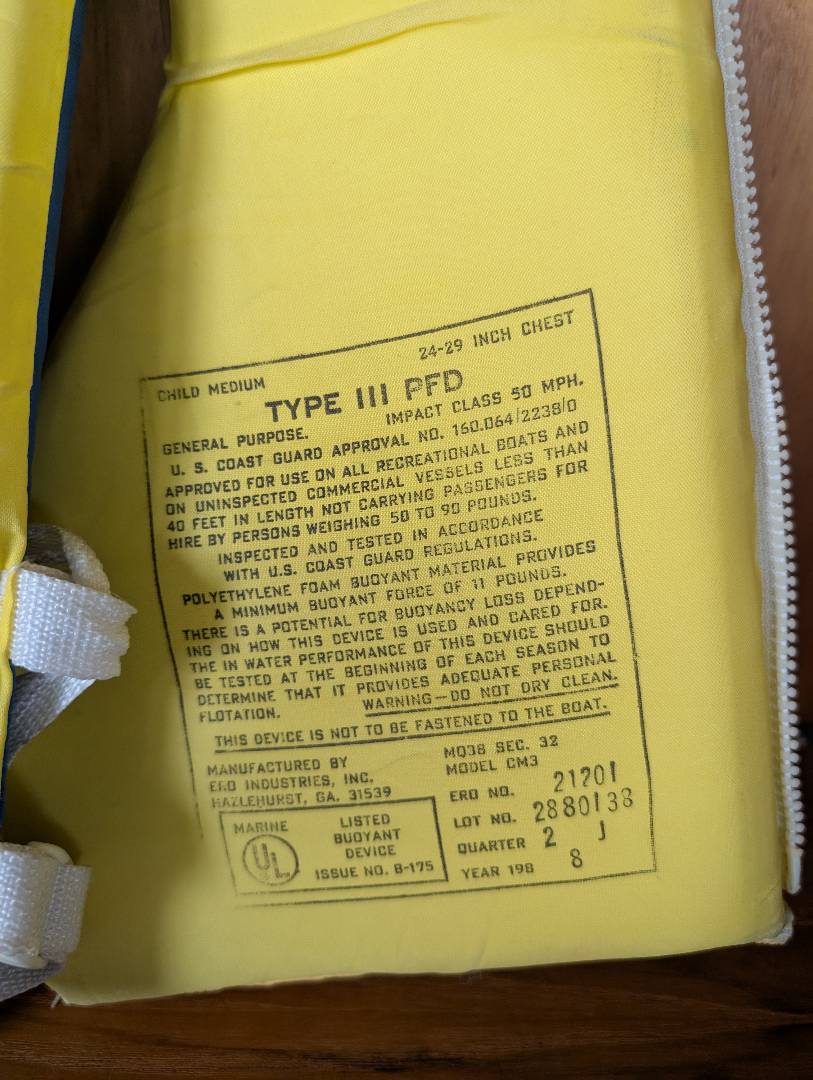 CHILD MEDIUM 24-29 INCH CHEST
TYPE III PFD
GENERAL PURPOSE. IMPACT CLASS 50 MPH.
U. S. COAST GUARD APPROVAL NO. 160.064/2238/0
APPROVED FOR USE ON ALL RECREATIONAL BOATS AND
ON UNINSPECTED COMMERCIAL VESSELS LESS THAN
40 FEET IN LENGTH NOT CARRYING PASSENGERS FOR
HIRE BY PERSONS WEIGHING 50 TO 90 POUNDS.
INSPECTED AND TESTED IN ACCORDANCE
WITH U.S. COAST GUARD REGULATIONS.
POLYETHYLENE FOAM BUOYANT MATERIAL PROVIDES
A MINIMUM BUOYANT FORCE OF 11 POUNDS.
THERE IS A POTENTIAL FOR BUOYANCY LOSS DEPEND-
ING ON HOW THIS DEVICE IS USED AND CARED FOR.
THE IN WATER PERFORMANCE OF THIS DEVICE SHOULD
BE TESTED AT THE BEGINNING OF EACH SEASON TO
DETERMINE THAT IT PROVIDES ADEQUATE PERSONAL
FLOTATION. WARNING—DO NOT DRY CLEAN.
THIS DEVICE IS NOT TO BE FASTENED TO THE BOAT.
MANUFACTURED BY
ERO INDUSTRIES, INC.
HAZLEHURST, GA. 31539
MARINE
UL
LISTED
BUOYANT
DEVICE
ISSUE NO. B-175
MQ38 SEC. 32
MODEL CM3
ERO NO. 21201
LOT NO. 2880138
QUARTER 2 J
YEAR 198 8